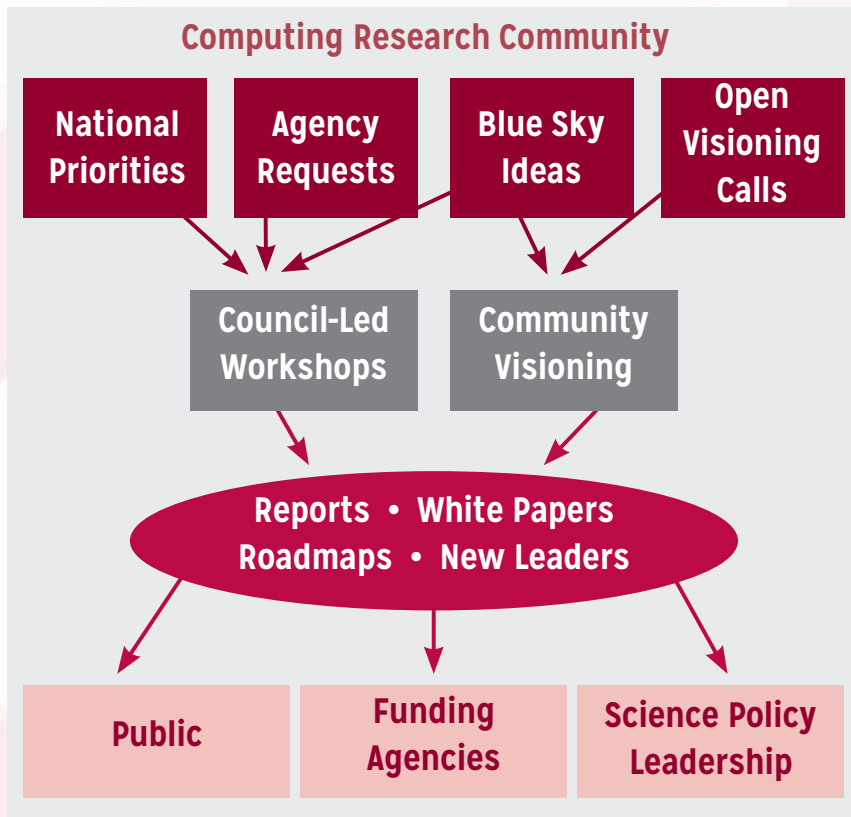 Computing Research Community
National
Priorities
Agency
Requests
Blue Sky
Ideas
Open
Visioning
Calls
Council-Led
Workshops
Community
Visioning
Reports • White Papers
Roadmaps • New Leaders
Public
Funding
Agencies
Science Policy
Leadership